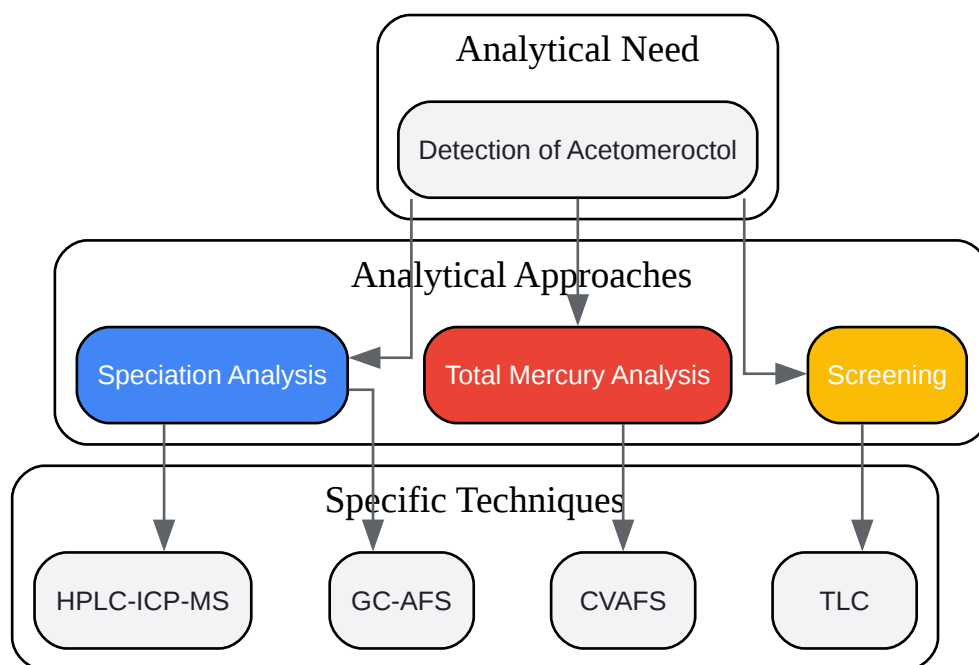 Analytical Need
Detection of Acetomeroctol
Analytical Approaches
Speciation Analysis
Total Mercury Analysis
Screening
Specific Techniques
HPLC-ICP-MS
GC-AFS
CVAFS
TLC